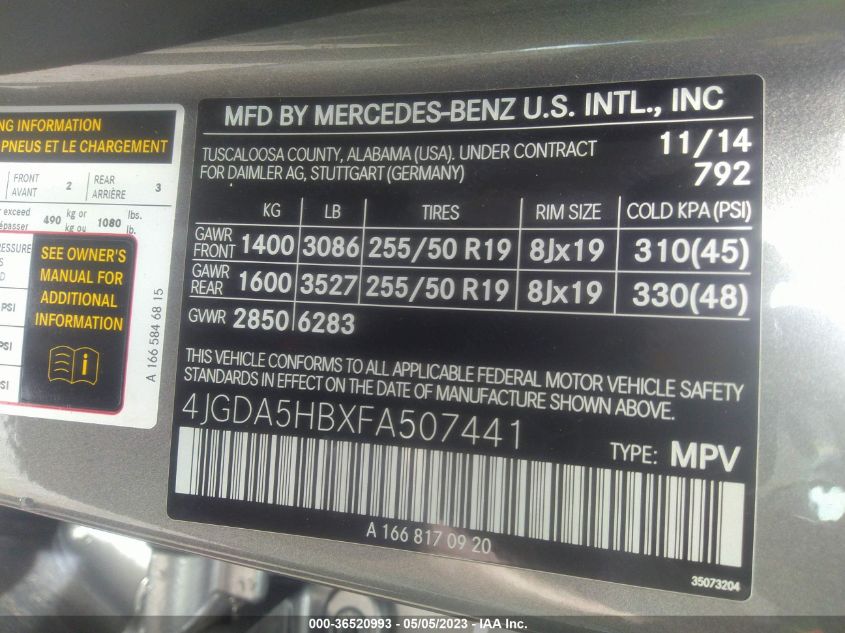 NG INFORMATION
PNEUS ET LE CHARGEMENT
FRONT
AVANT 2 REAR
ARRIÈRE 3
exceed
490 kg or
kg ou 1080 lbs.
lb.
SEE OWNER'S
MANUAL FOR
ADDITIONAL
INFORMATION
PSI
PSI
PSI
A 166 584 68 15
MFD BY MERCEDES-BENZ U.S. INTL., INC
TUSCALOOSA COUNTY, ALABAMA (USA). UNDER CONTRACT 11/14
FOR DAIMLER AG, STUTTGART (GERMANY) 792
KG LB TIRES RIM SIZE COLD KPA (PSI)
GAWR
FRONT 1400 3086 255/50 R19 8Jx19 310(45)
GAWR
REAR 1600 3527 255/50 R19 8Jx19 330(48)
GVWR 2850 6283
THIS VEHICLE CONFORMS TO ALL APPLICABLE FEDERAL MOTOR VEHICLE SAFETY
STANDARDS IN EFFECT ON THE DATE OF MANUFACTURE SHOWN ABOVE.
4JGDA5HBXFA507441
TYPE: MPV
A 166 817 09 20
35073204
000-36520993 - 05/05/2023 - IAAI.com